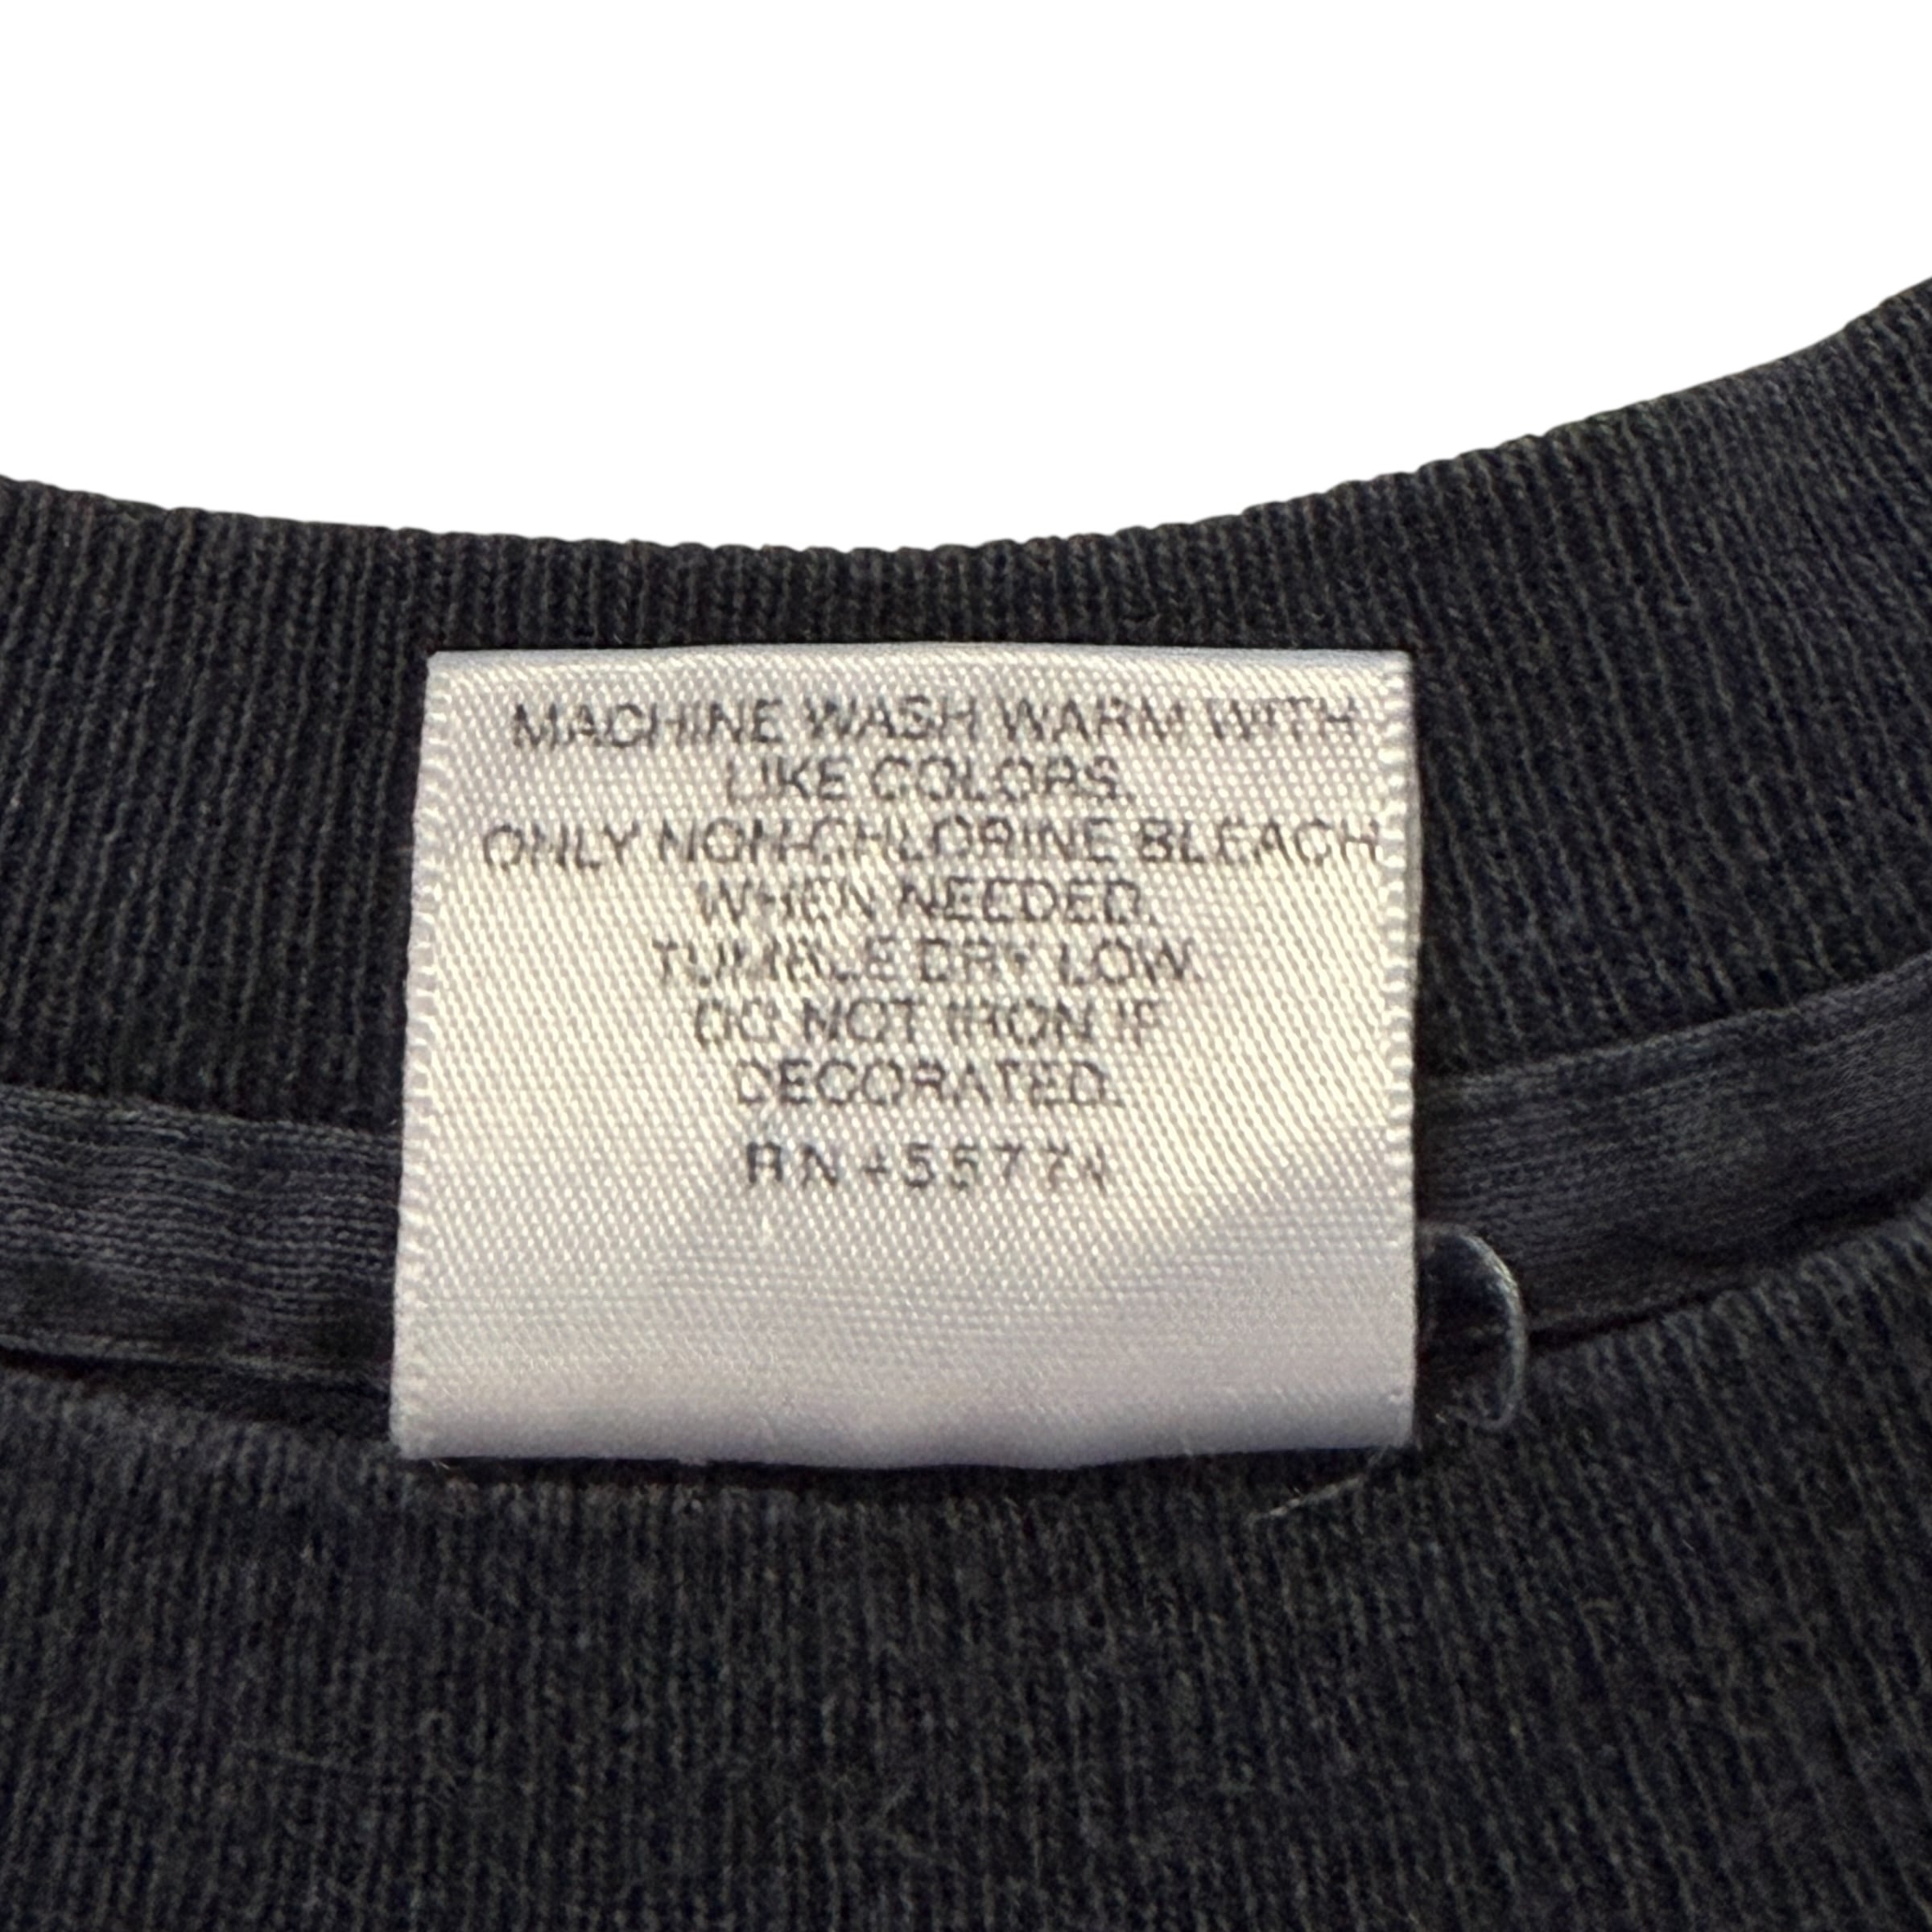 MACHINE WASH WARM WITH
LIKE COLORS.
ONLY NON-CHLORINE BLEACH
WHEN NEEDED.
TUMBLE DRY LOW.
DO NOT IRON IF
DECORATED.
RN #55774